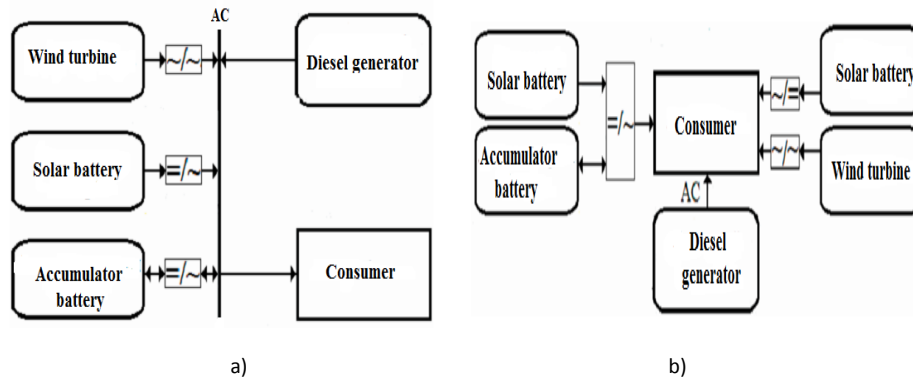 AC
Wind turbine
~/~
Diesel generator
Solar battery
=/~
Accumulator
battery
=/~
Consumer
a)
Solar battery
Accumulator
battery
=/~
Consumer
~/=
Solar battery
~/~
Wind turbine
AC
Diesel
generator
b)